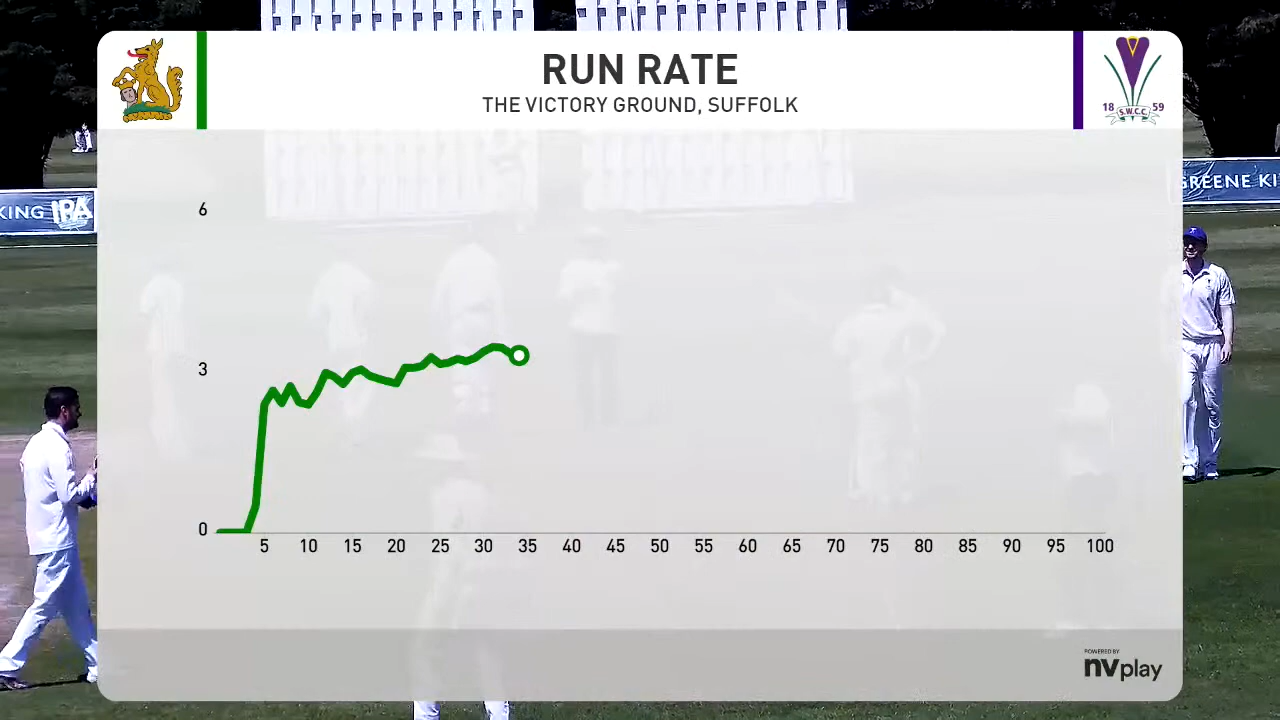 RUN RATE
THE VICTORY GROUND, SUFFOLK
18 59
S.W.C.C.
KING IPA
GREENE KI
6
3
0
5 10 15 20 25 30 35 40 45 50 55 60 65 70 75 80 85 90 95 100
POWERED BY
nvplay